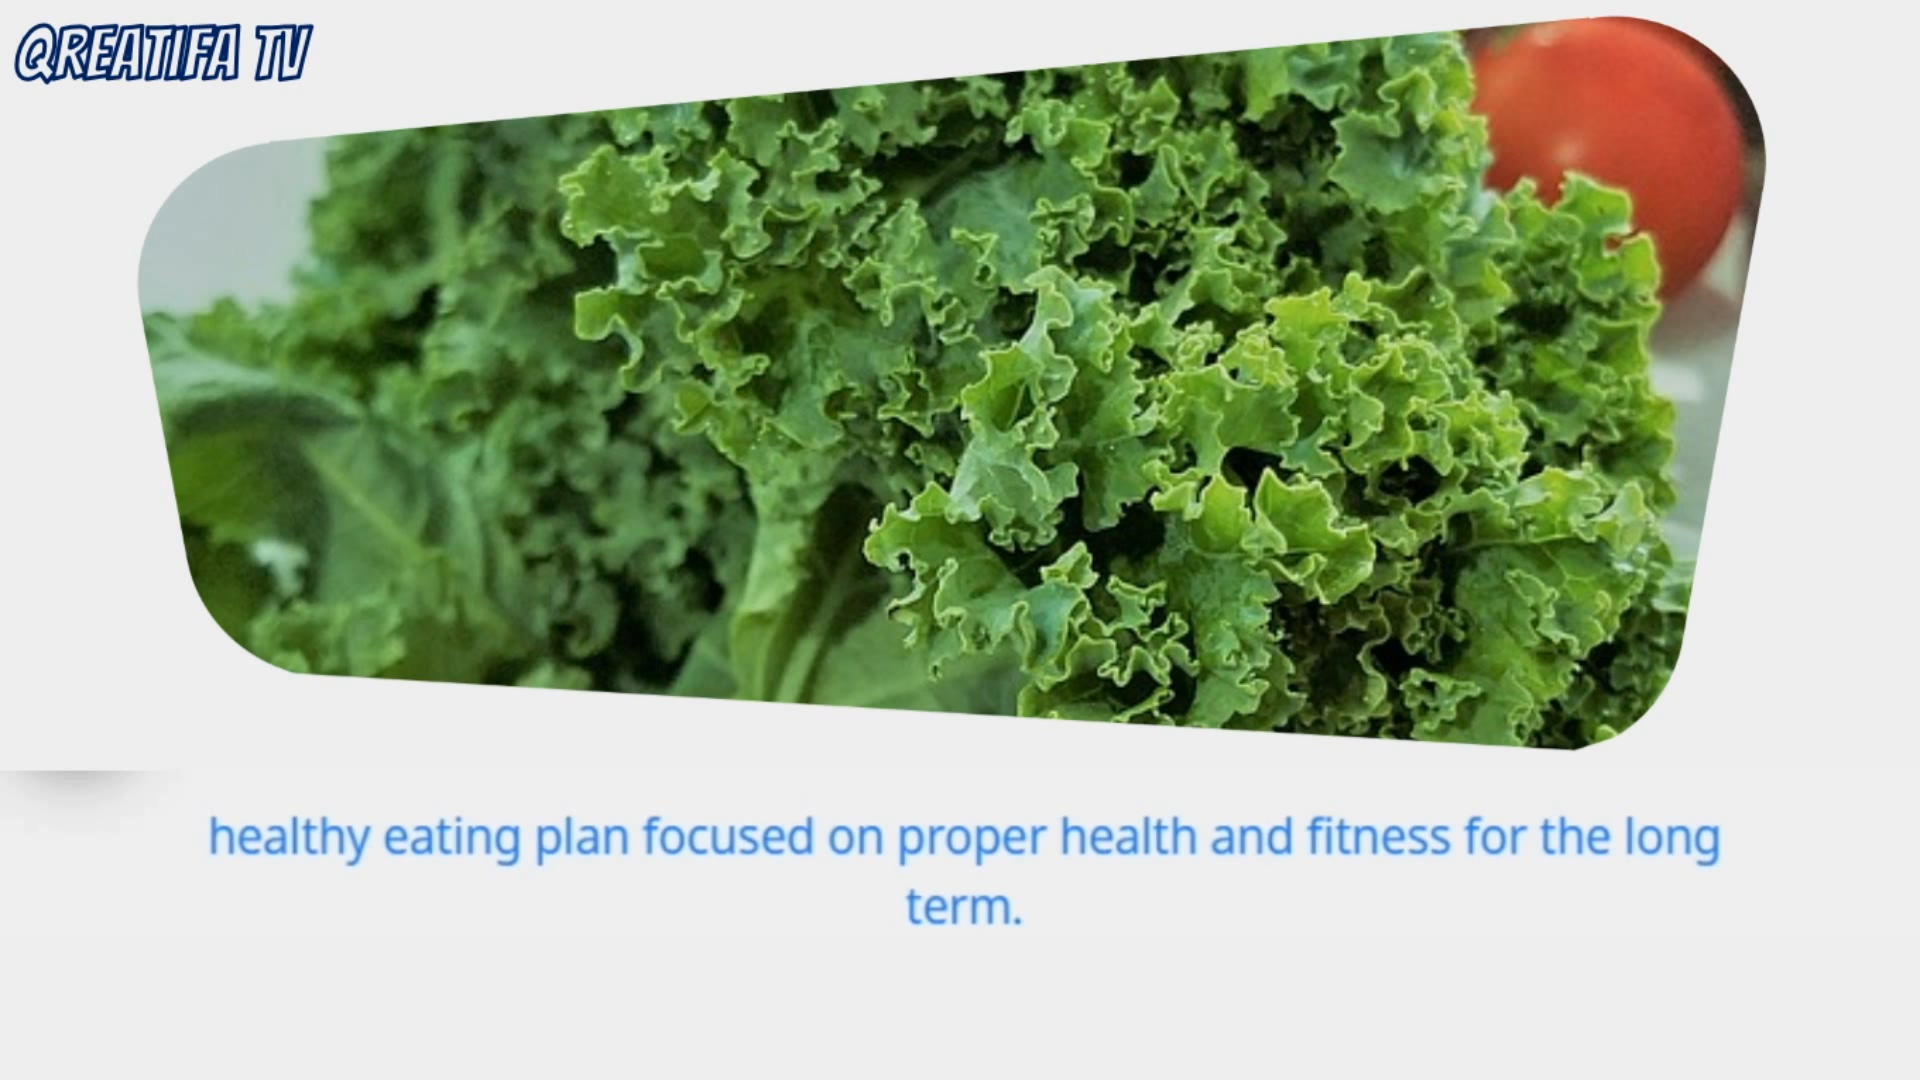 QREATIFA TV
healthy eating plan focused on proper health and fitness for the long
term.